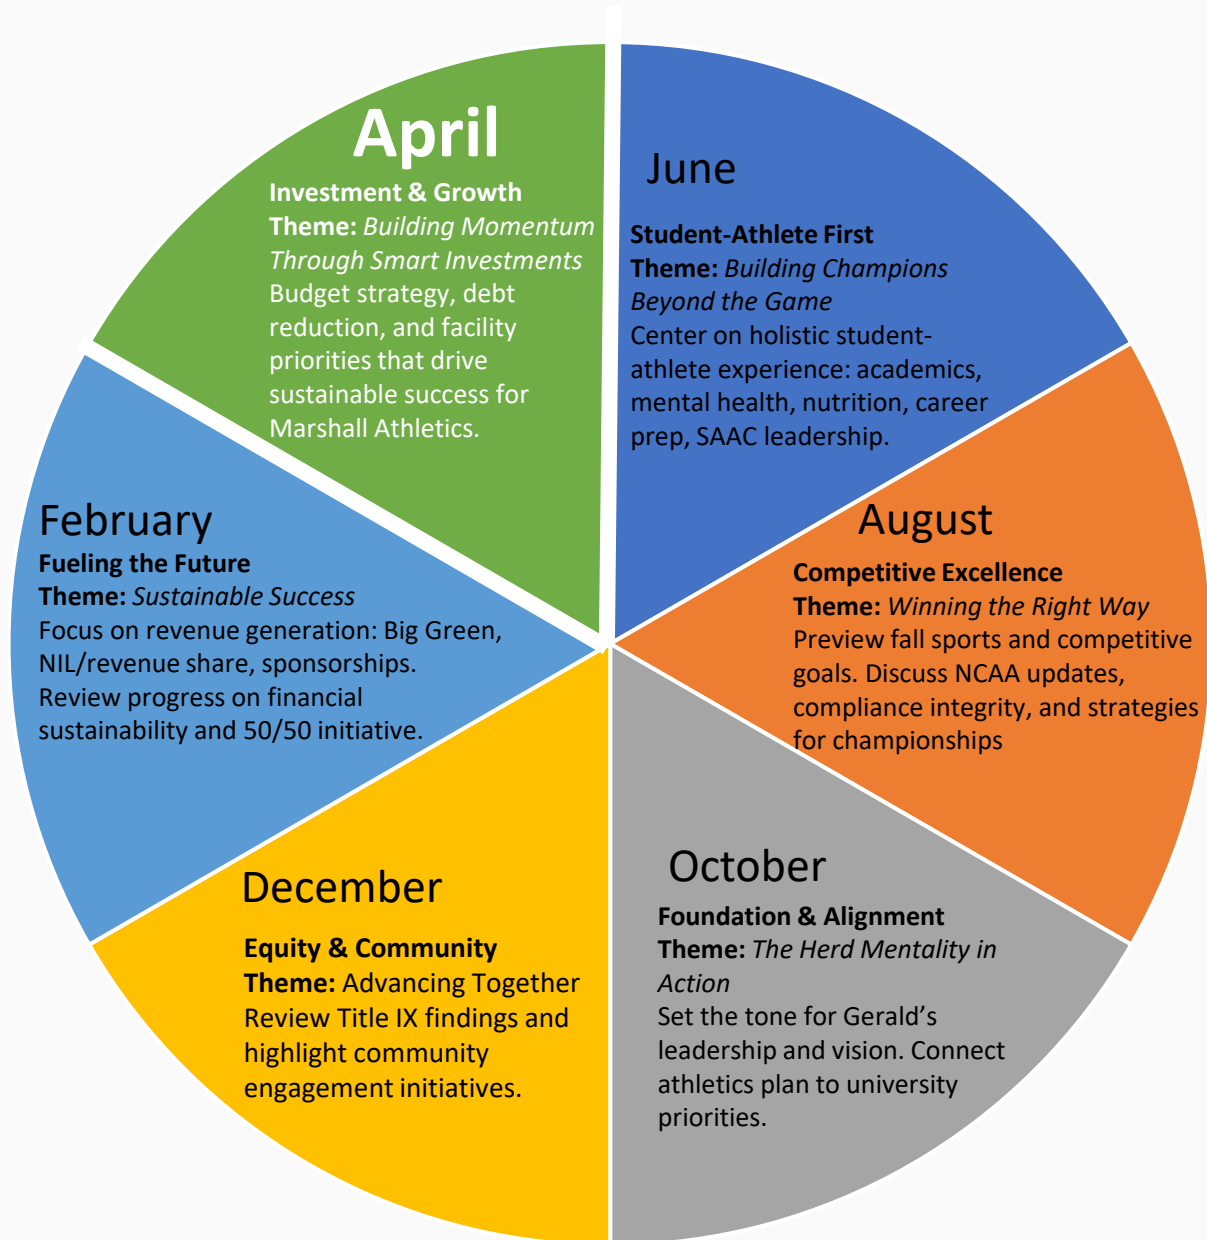 April
Investment & Growth
Theme: Building Momentum
Through Smart Investments
Budget strategy, debt
reduction, and facility
priorities that drive
sustainable success for
Marshall Athletics.
June
Student-Athlete First
Theme: Building Champions
Beyond the Game
Center on holistic student-
athlete experience: academics,
mental health, nutrition, career
prep, SAAC leadership.
August
Competitive Excellence
Theme: Winning the Right Way
Preview fall sports and competitive
goals. Discuss NCAA updates,
compliance integrity, and strategies
for championships
October
Foundation & Alignment
Theme: The Herd Mentality in
Action
Set the tone for Gerald’s
leadership and vision. Connect
athletics plan to university
priorities.
December
Equity & Community
Theme: Advancing Together
Review Title IX findings and
highlight community
engagement initiatives.
February
Fueling the Future
Theme: Sustainable Success
Focus on revenue generation: Big Green,
NIL/revenue share, sponsorships.
Review progress on financial
sustainability and 50/50 initiative.